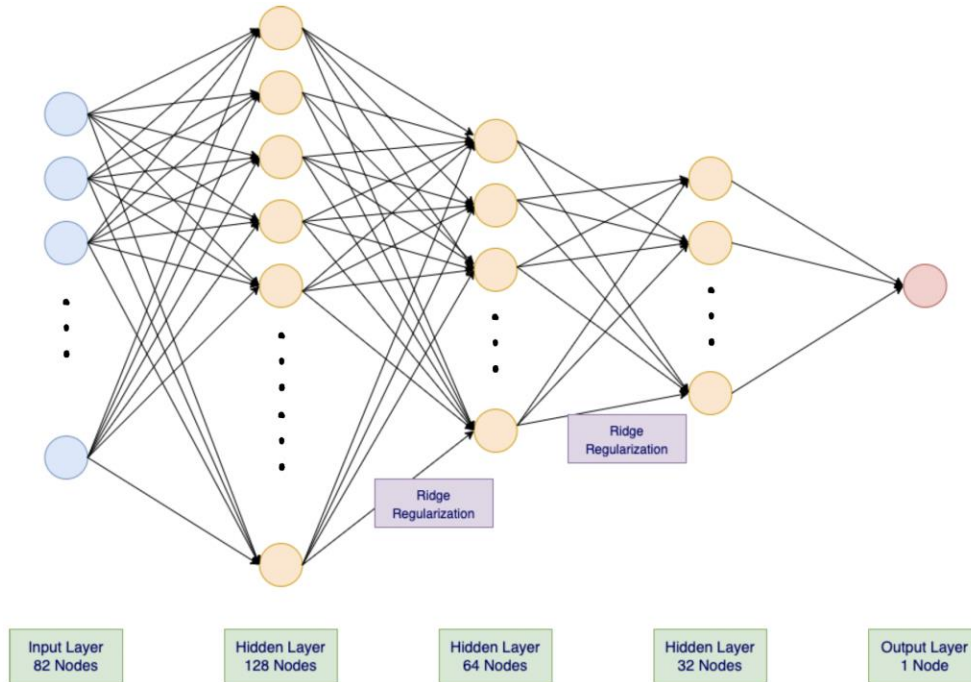 Ridge
Regularization
Ridge
Regularization
Input Layer
82 Nodes
Hidden Layer
128 Nodes
Hidden Layer
64 Nodes
Hidden Layer
32 Nodes
Output Layer
1 Node